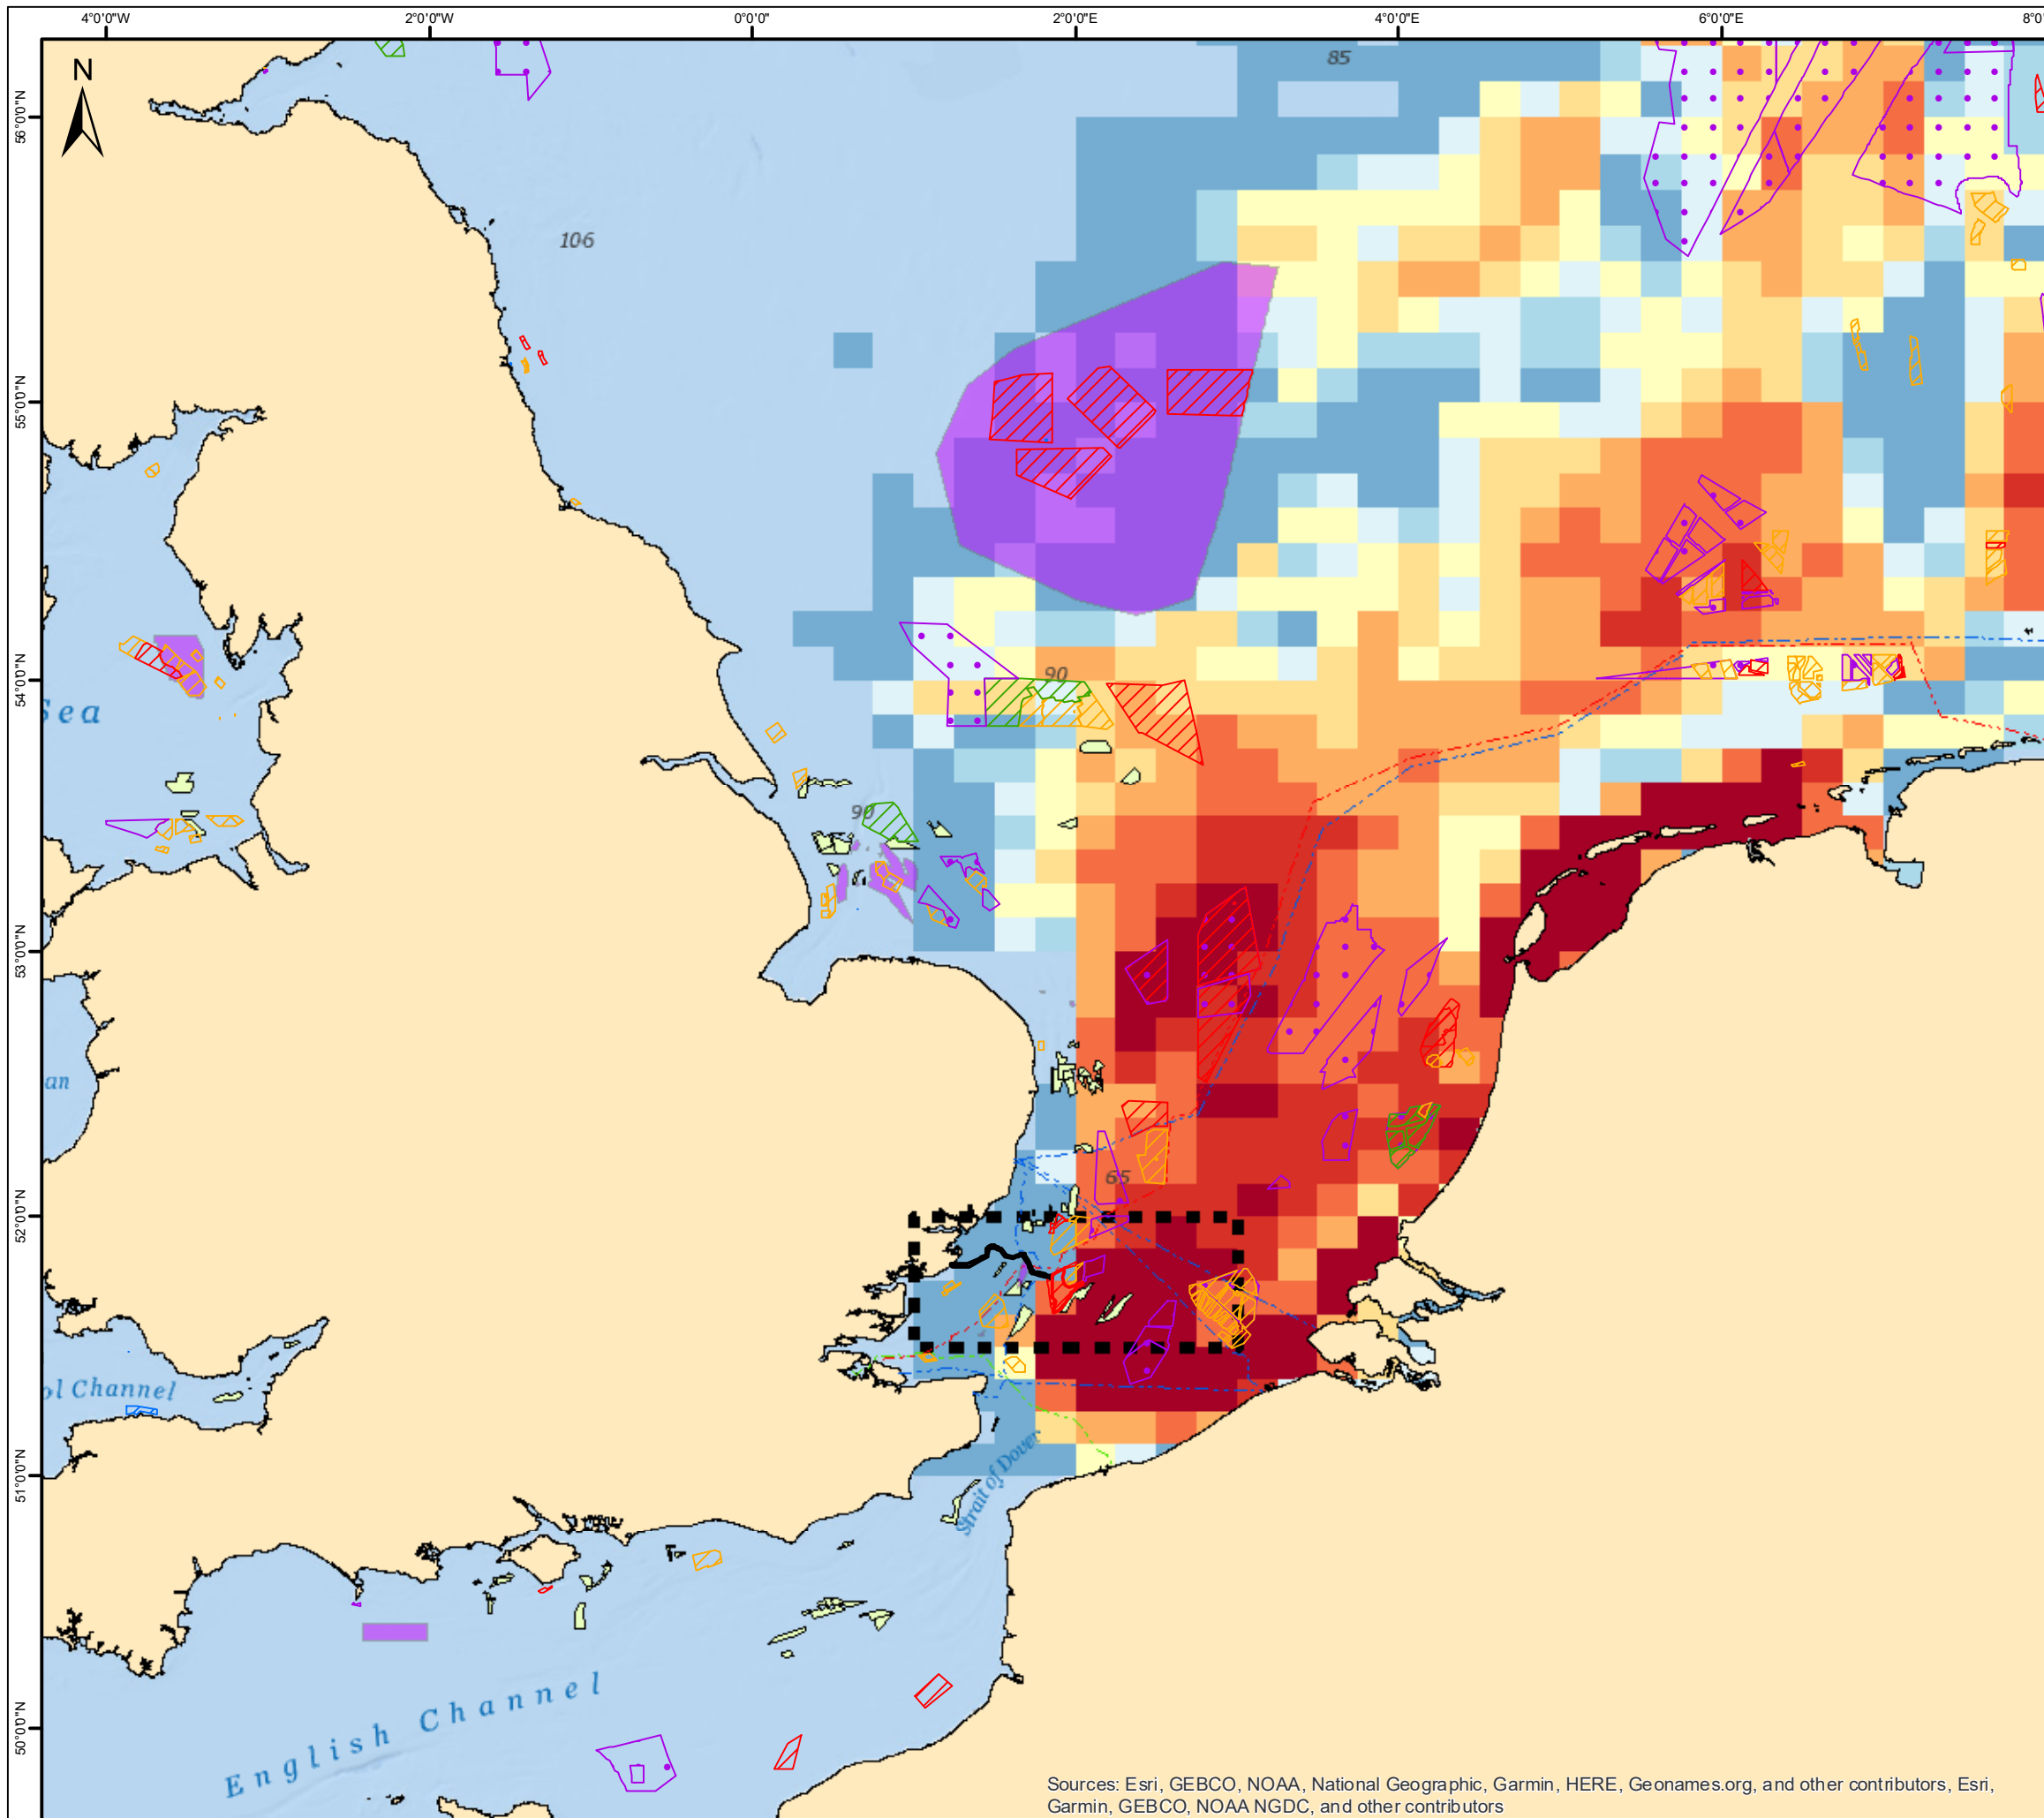 4°0'0"W 2°0'0"W 0°0'0" 2°0'0"E 4°0'0"E 6°0'0"E 8°0'
N
56°0'0"N
55°0'0"N
54°0'0"N
53°0'0"N
52°0'0"N
51°0'0"N
50°0'0"N
85
106
90
Sea
90
an
65
ol Channel
Strait of Dover
English Channel
Sources: Esri, GEBCO, NOAA, National Geographic, Garmin, HERE, Geonames.org, and other contributors, Esri,
Garmin, GEBCO, NOAA NGDC, and other contributors